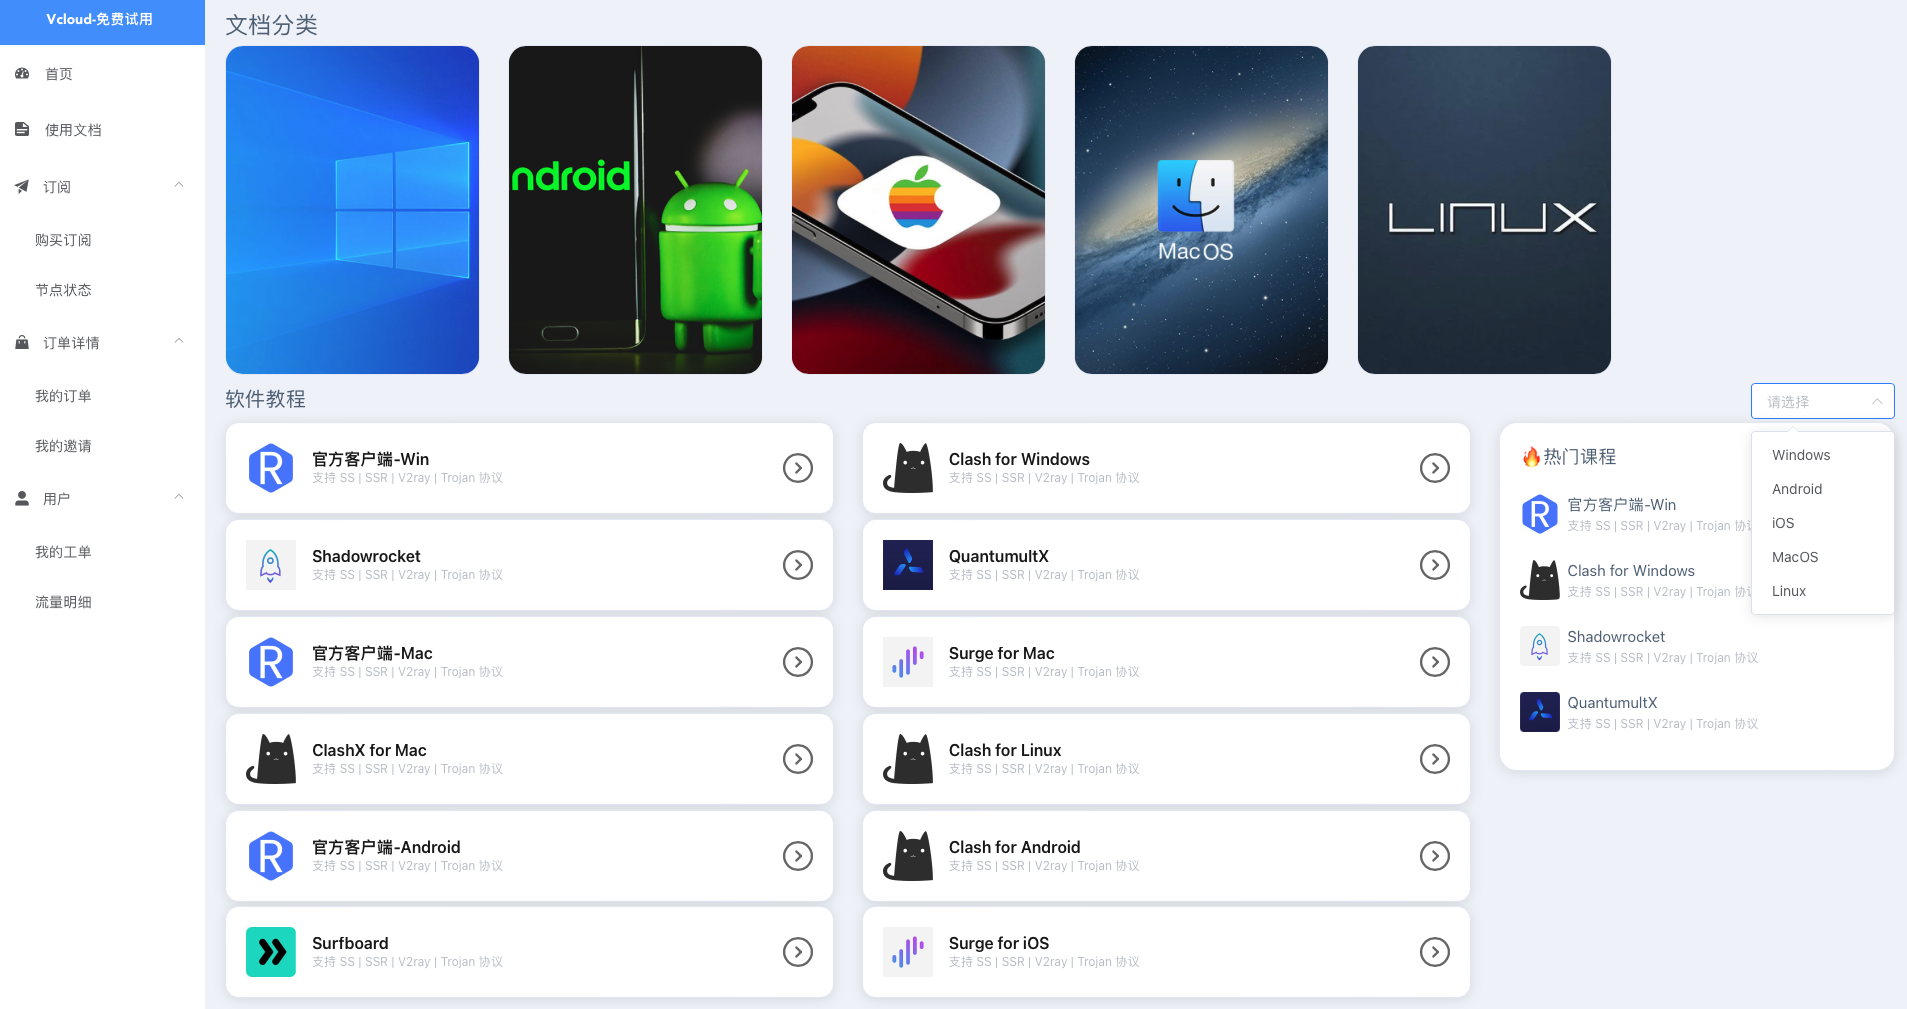 Vcloud-免费试用
首页
使用文档
订阅
购买订阅
节点状态
订单详情
我的订单
我的邀请
用户
我的工单
流量明细
文档分类
ndroid
Mac OS
LINUX
软件教程
请选择
Windows
Android
iOS
MacOS
Linux
官方客户端-Win
支持 SS | SSR | V2ray | Trojan 协议
Clash for Windows
支持 SS | SSR | V2ray | Trojan 协议
Shadowrocket
支持 SS | SSR | V2ray | Trojan 协议
QuantumultX
支持 SS | SSR | V2ray | Trojan 协议
官方客户端-Mac
支持 SS | SSR | V2ray | Trojan 协议
Surge for Mac
支持 SS | SSR | V2ray | Trojan 协议
ClashX for Mac
支持 SS | SSR | V2ray | Trojan 协议
Clash for Linux
支持 SS | SSR | V2ray | Trojan 协议
官方客户端-Android
支持 SS | SSR | V2ray | Trojan 协议
Clash for Android
支持 SS | SSR | V2ray | Trojan 协议
Surfboard
支持 SS | SSR | V2ray | Trojan 协议
Surge for iOS
支持 SS | SSR | V2ray | Trojan 协议
🔥热门课程
官方客户端-Win
支持 SS | SSR | V2ray | Trojan 协
Clash for Windows
支持 SS | SSR | V2ray | Trojan 协
Shadowrocket
支持 SS | SSR | V2ray | Trojan 协议
QuantumultX
支持 SS | SSR | V2ray | Trojan 协议